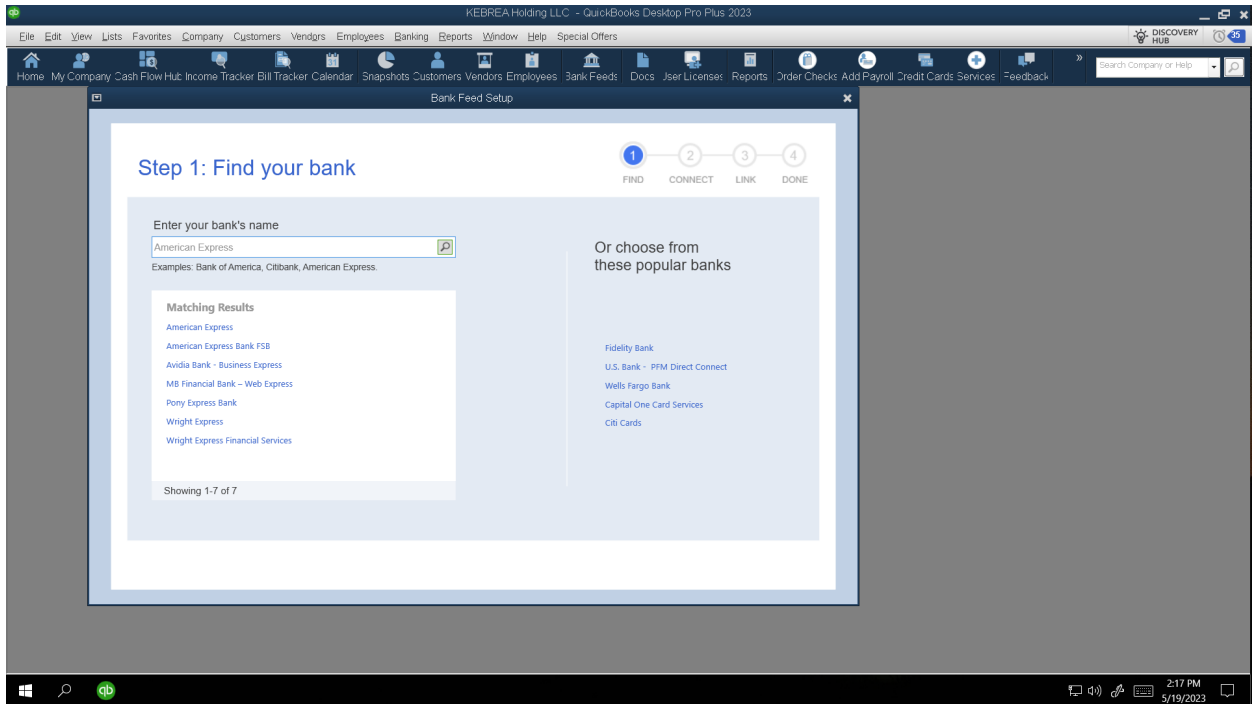 qb
KEBREA Holding LLC - QuickBooks Desktop Pro Plus 2023
File Edit View Lists Favorites Company Customers Vendors Employees Banking Reports Window Help Special Offers
DISCOVERY
HUB
35
Home My Company Cash Flow Hub Income Tracker Bill Tracker Calendar Snapshots Customers Vendors Employees Bank Feeds Docs User Licenses Reports Order Checks Add Payroll Credit Cards Services Feedback
»
Search Company or Help
Bank Feed Setup
Step 1: Find your bank
1 2 3 4
FIND CONNECT LINK DONE
Enter your bank's name
American Express
Examples: Bank of America, Citibank, American Express.
Matching Results
American Express
American Express Bank FSB
Avidia Bank - Business Express
MB Financial Bank – Web Express
Pony Express Bank
Wright Express
Wright Express Financial Services
Showing 1-7 of 7
Or choose from
these popular banks
Fidelity Bank
U.S. Bank - PFM Direct Connect
Wells Fargo Bank
Capital One Card Services
Citi Cards
qb
2:17 PM
5/19/2023